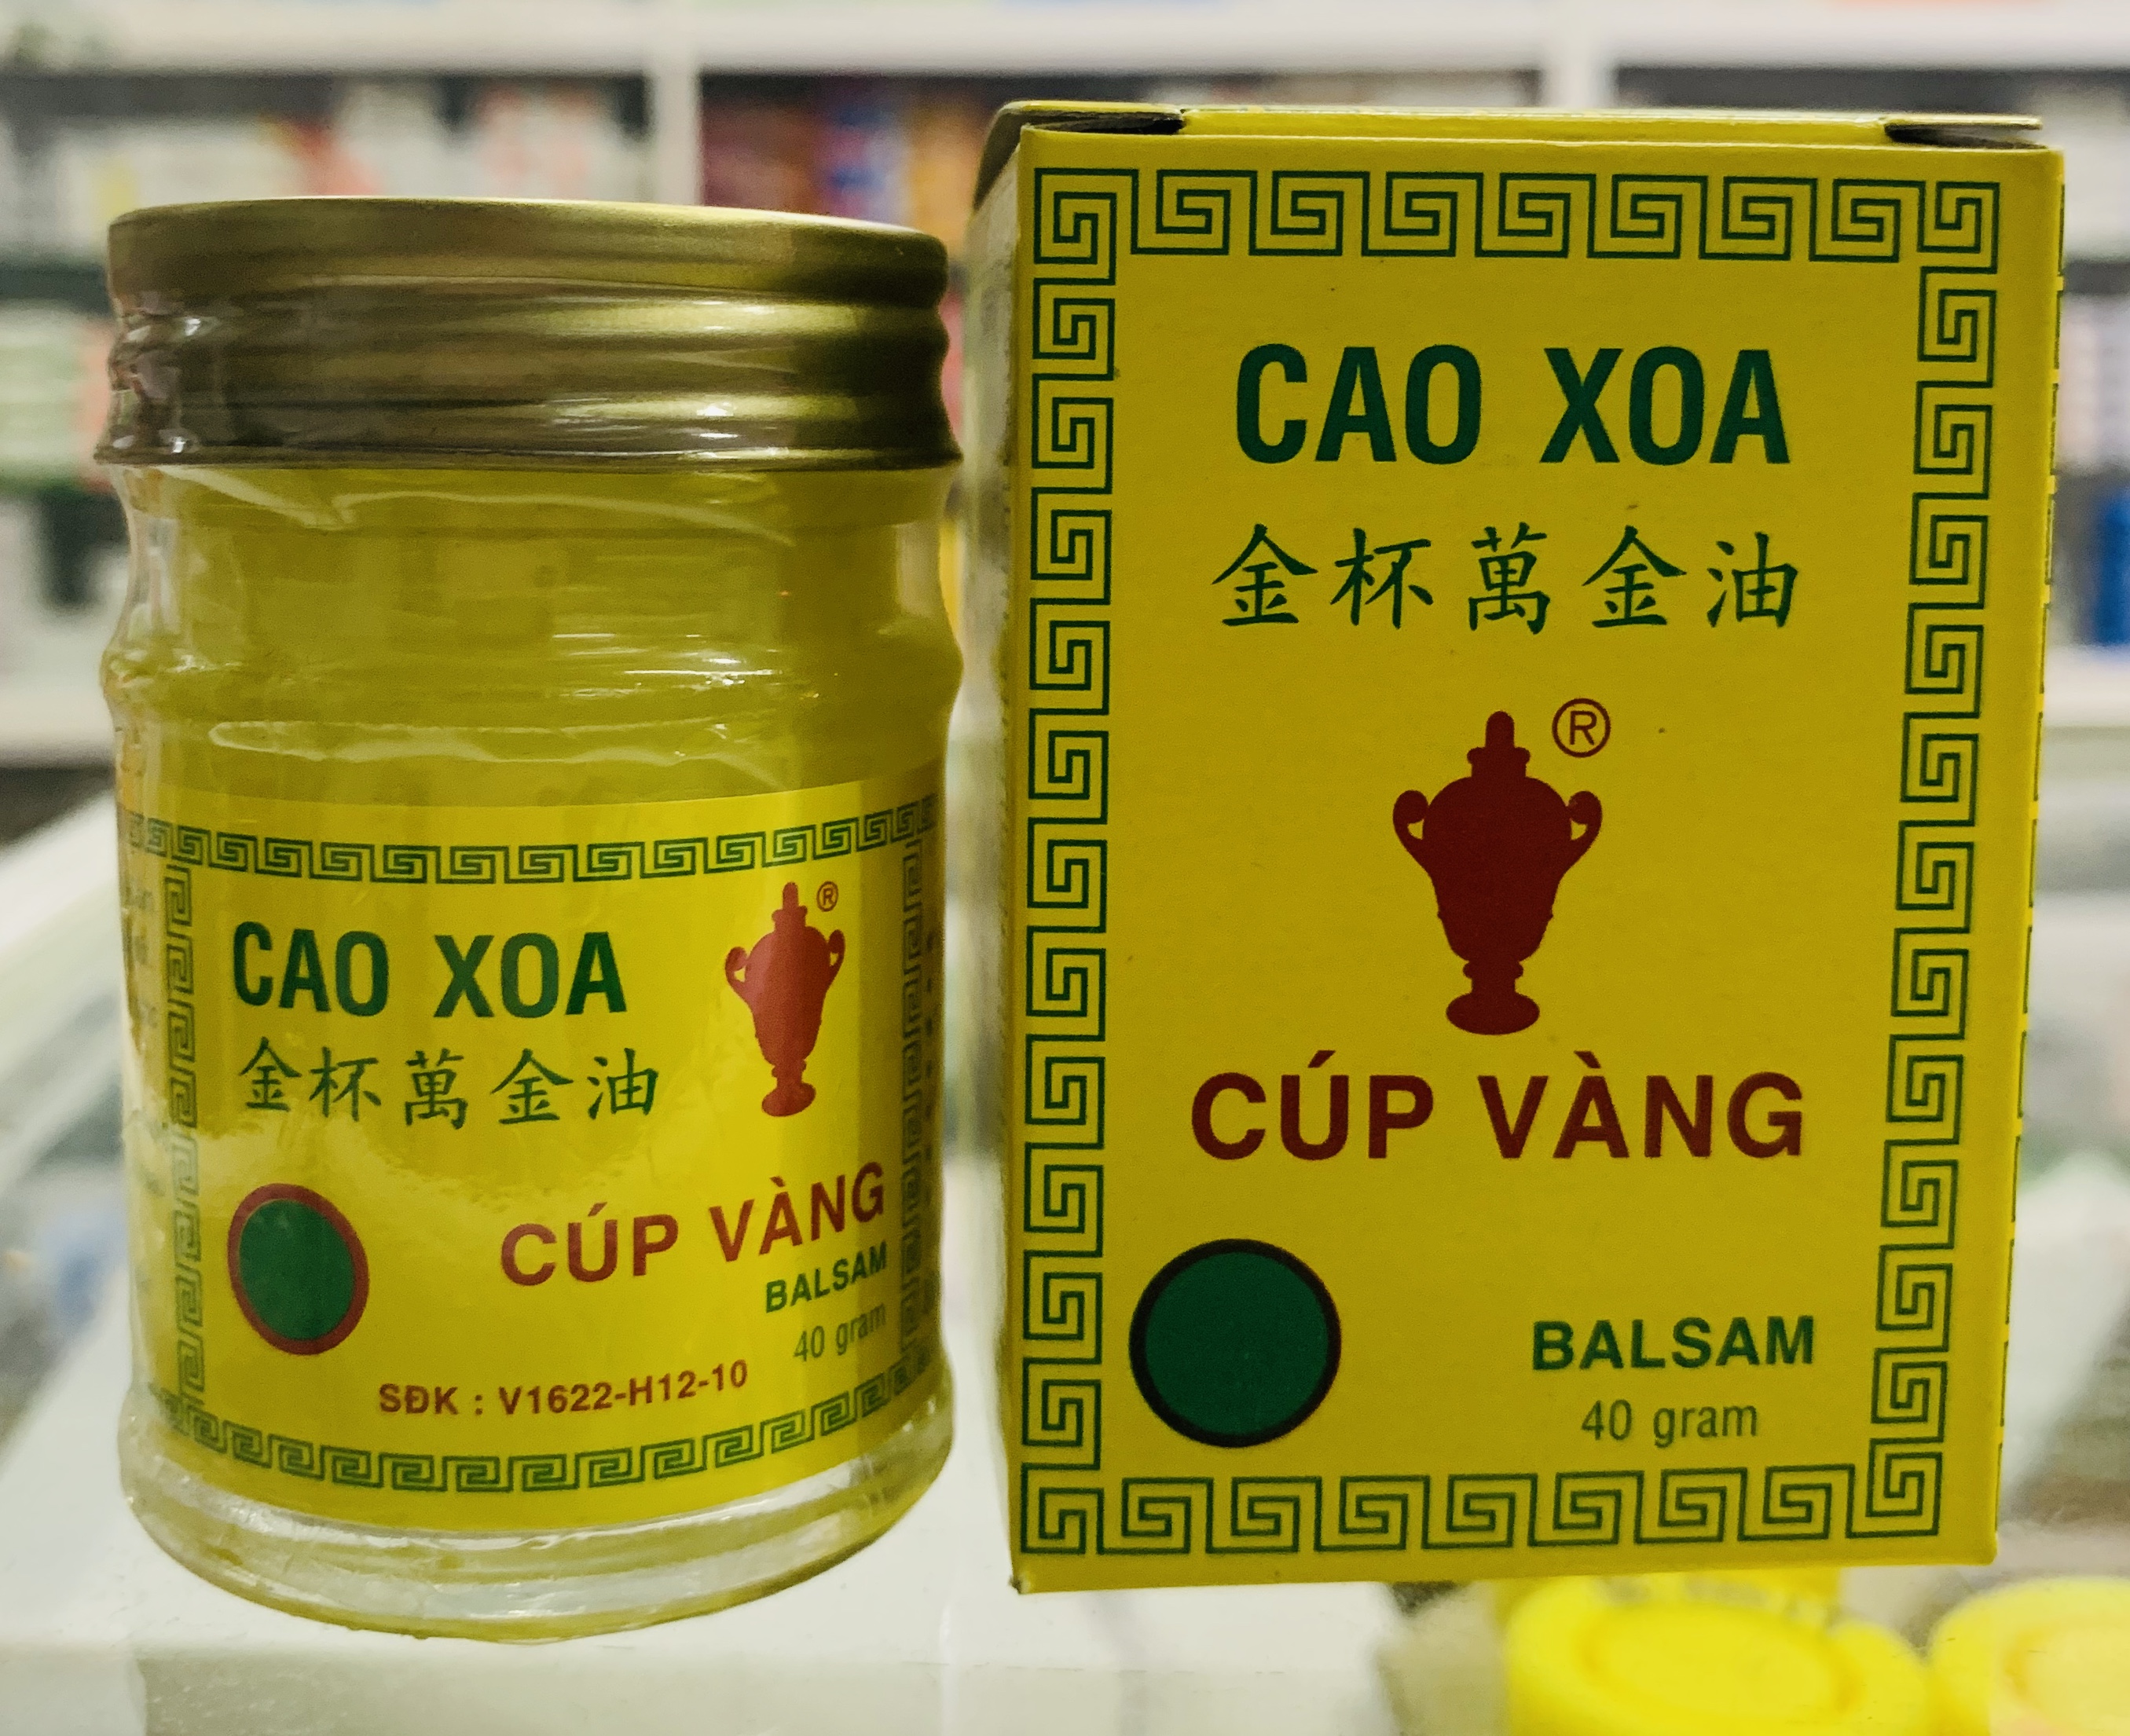 CAO XOA
金杯萬金油
®
CÚP VÀNG
BALSAM
40 gram
SĐK : V1622-H12-10
CAO XOA
金杯萬金油
®
CÚP VÀNG
BALSAM
40 gram